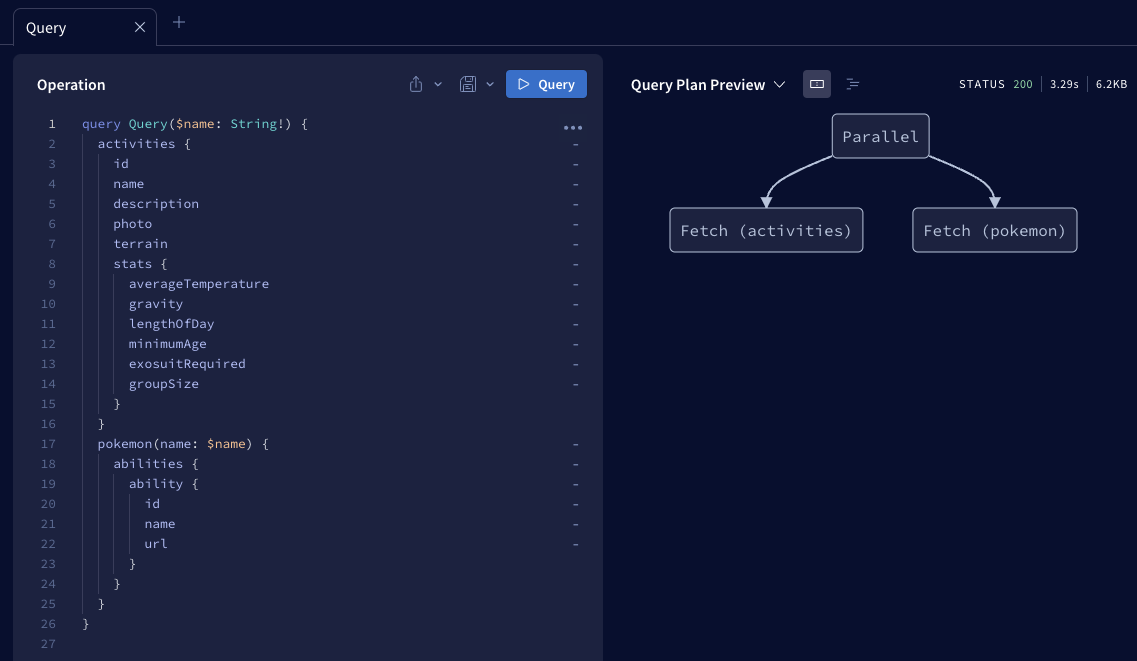 Query
Operation
Query
1 query Query($name: String!) {
2 activities { -
3 id -
4 name -
5 description -
6 photo -
7 terrain -
8 stats { -
9 averageTemperature -
10 gravity -
11 lengthOfDay -
12 minimumAge -
13 exosuitRequired -
14 groupSize -
15 }
16 }
17 pokemon(name: $name) { -
18 abilities { -
19 ability { -
20 id -
21 name -
22 url -
23 }
24 }
25 }
26 }
27
Query Plan Preview
STATUS 200 3.29s 6.2KB
Parallel
Fetch (activities) Fetch (pokemon)